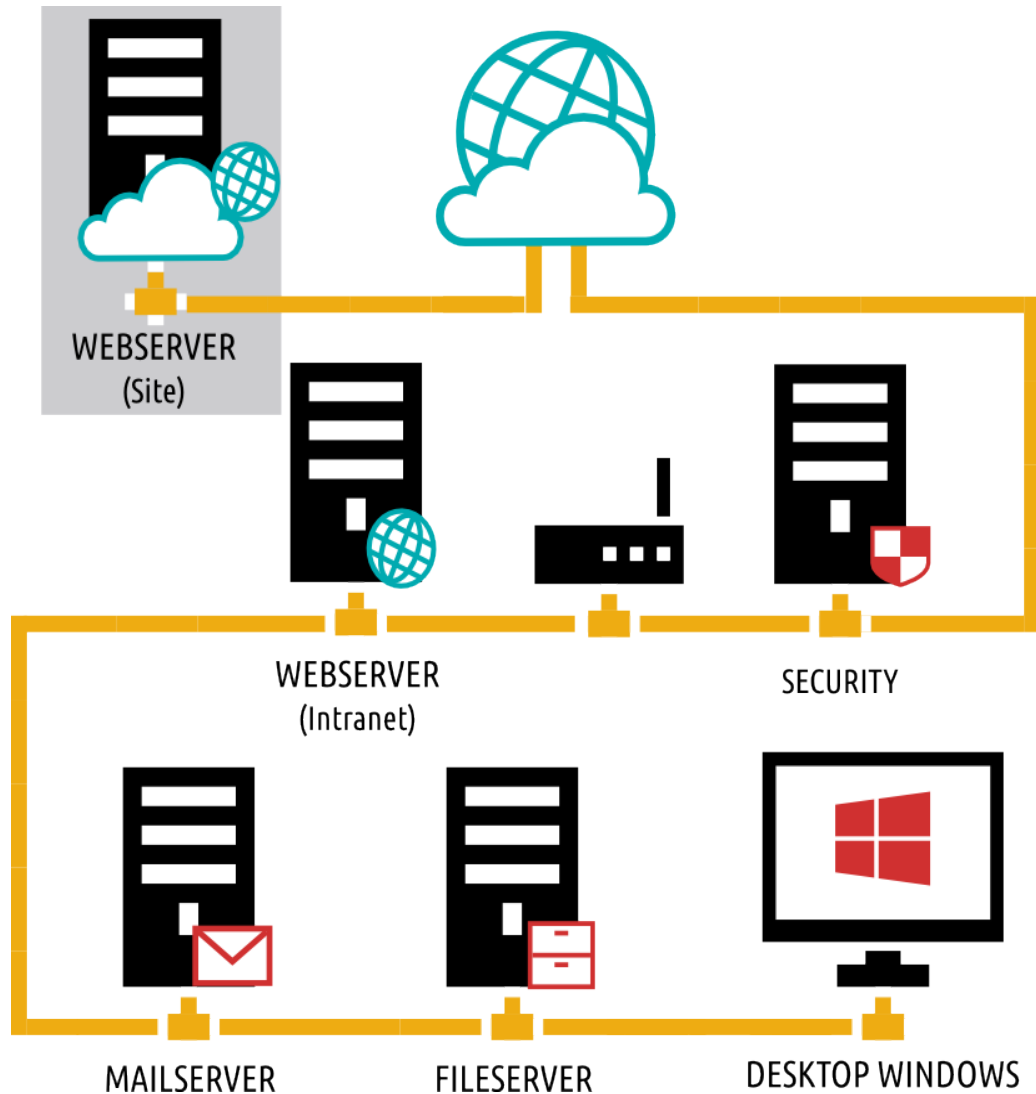 WEBSERVER
(Site)
WEBSERVER
(Intranet)
SECURITY
MAILSERVER
FILESERVER
DESKTOP WINDOWS